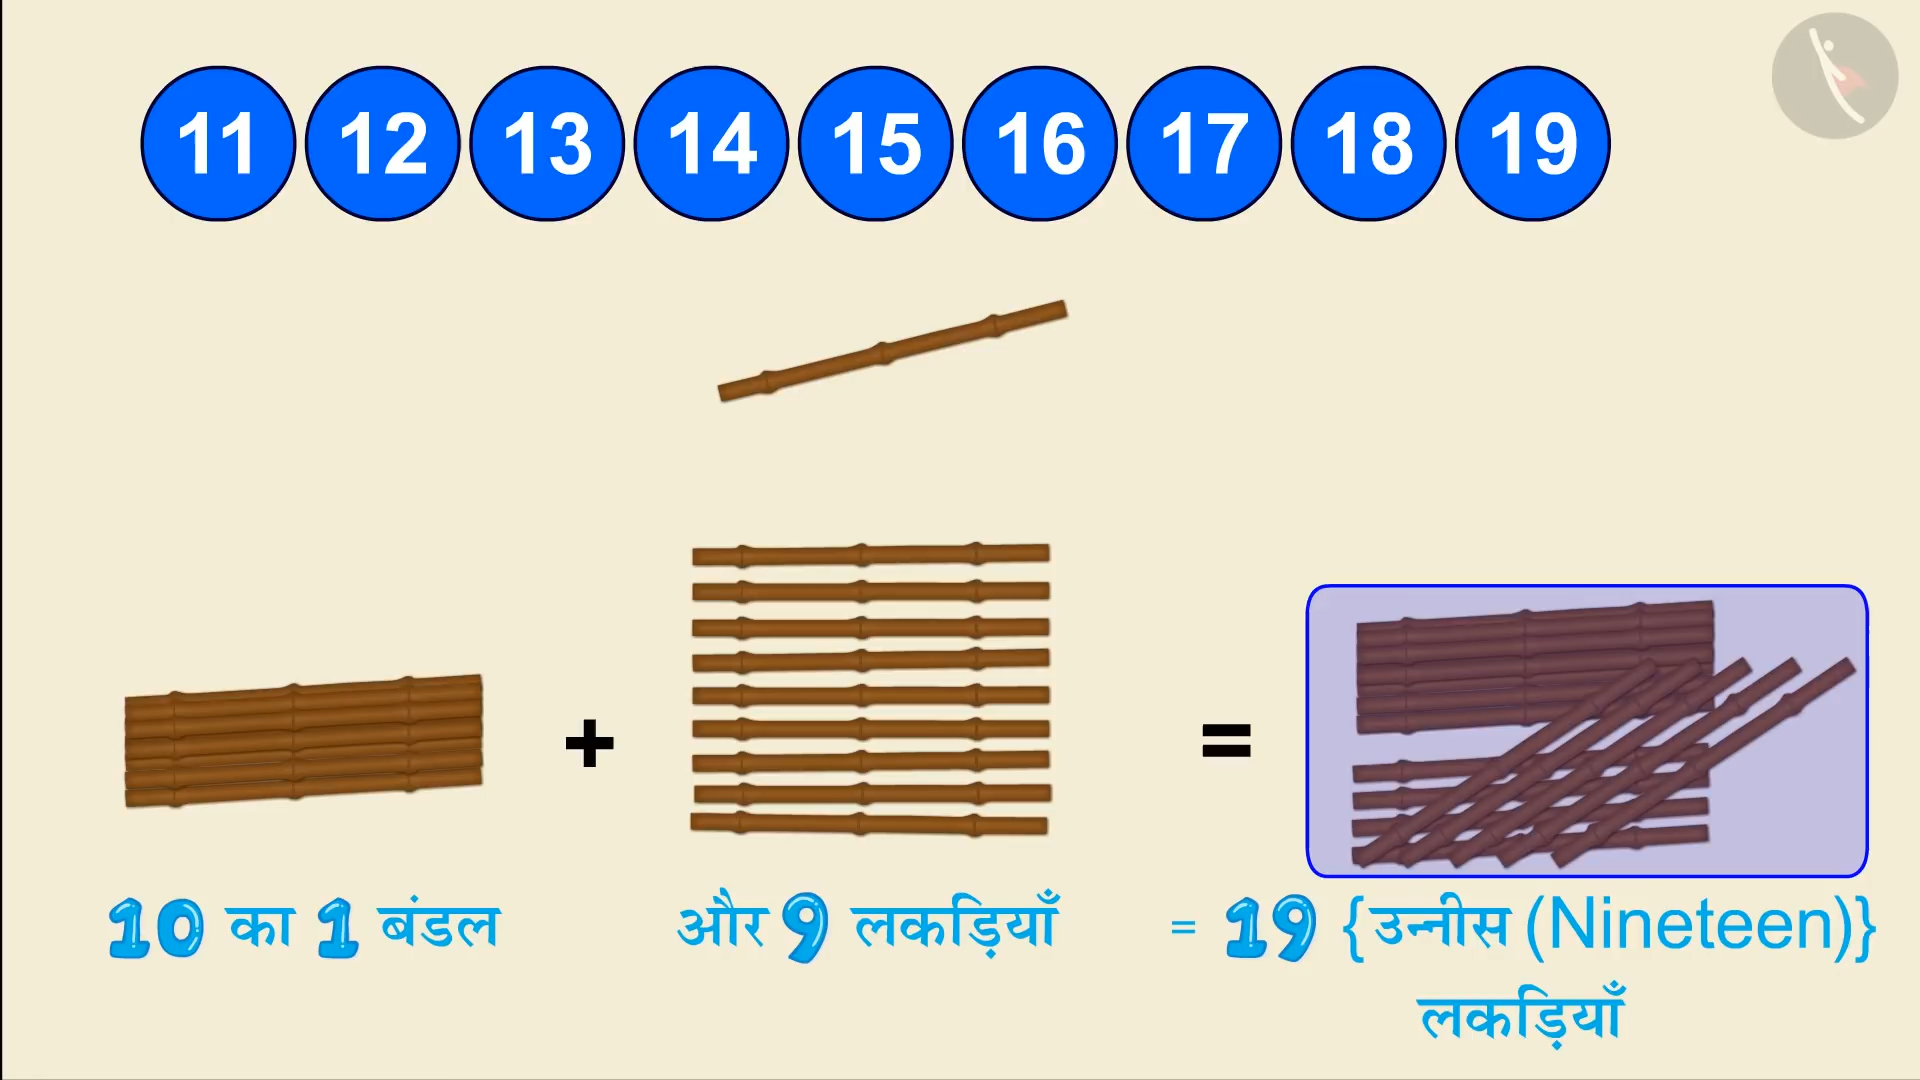 11 12 13 14 15 16 17 18 19
+ =
10 का 1 बंडल और 9 लकड़ियाँ = 19 {उन्नीस (Nineteen)}
लकड़ियाँ